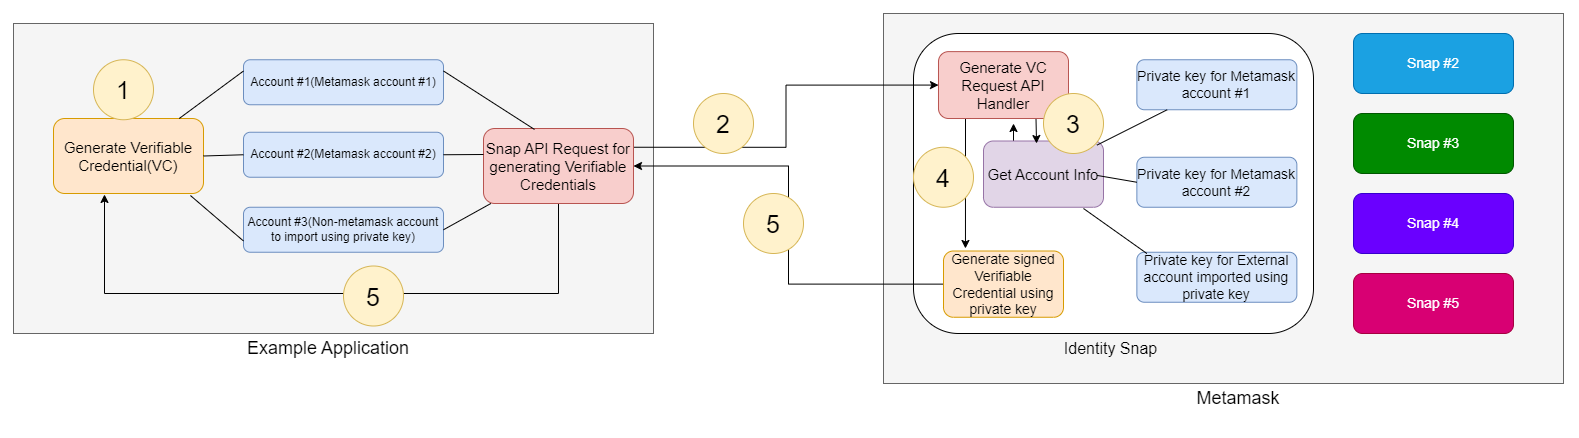 1
Generate Verifiable
Credential(VC)
Account #1(Metamask account #1)
Account #2(Metamask account #2)
Account #3(Non-metamask account
to import using private key)
Snap API Request for
generating Verifiable
Credentials
5
Example Application
2
5
Generate VC
Request API
Handler
3
Get Account Info
4
Generate signed
Verifiable
Credential using
private key
Private key for Metamask
account #1
Private key for Metamask
account #2
Private key for External
account imported using
private key
Identity Snap
Snap #2
Snap #3
Snap #4
Snap #5
Metamask